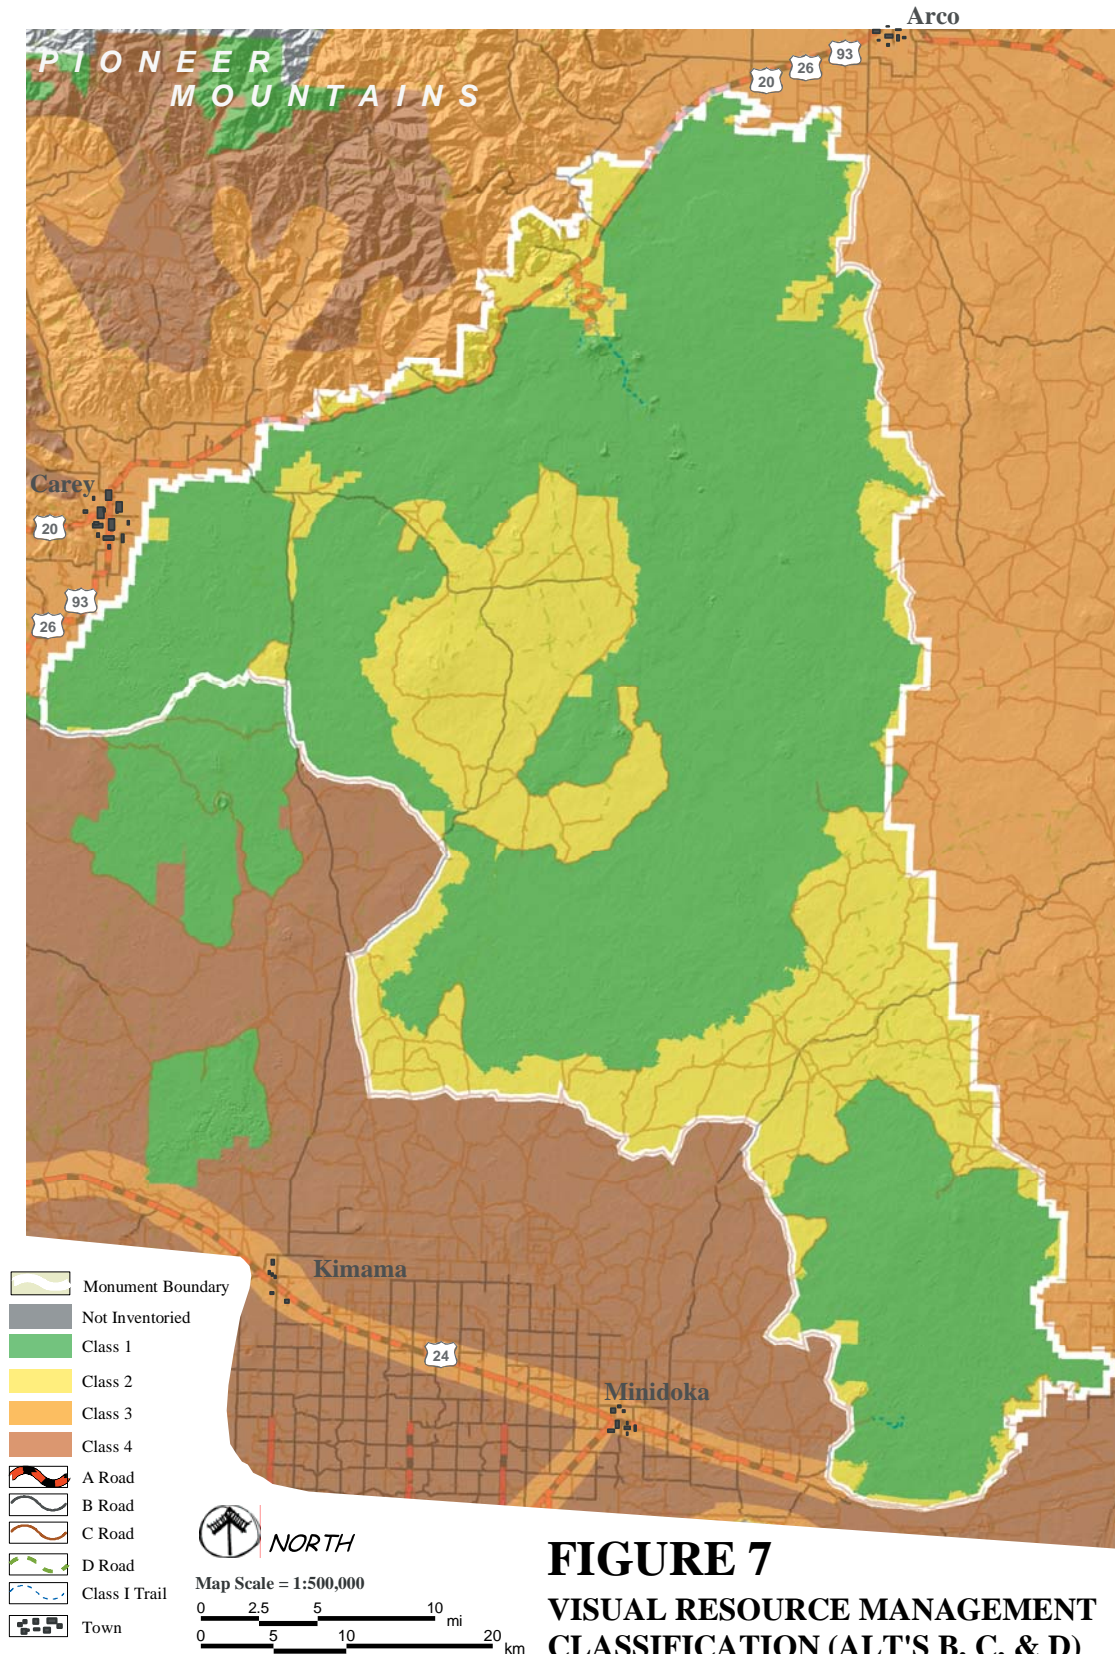 Arco
PIONEER
MOUNTAINS
93
26
20
Carey
20
93
26
Kimama
24
Minidoka
Monument Boundary
Not Inventoried
Class 1
Class 2
Class 3
Class 4
A Road
B Road
C Road
D Road
Class I Trail
Town
NORTH
Map Scale = 1:500,000
0 2.5 5 10 mi
0 5 10 20 km
FIGURE 7
VISUAL RESOURCE MANAGEMENT
CLASSIFICATION (ALT'S B, C, & D)